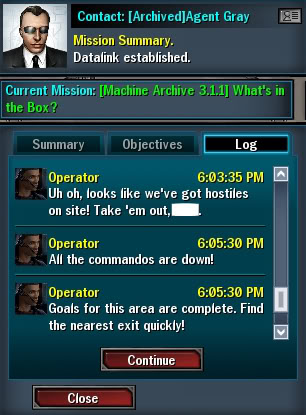 Contact: [Archived]Agent Gray
Mission Summary.
Datalink established.
Current Mission: [Machine Archive 3.1.1] What's in
the Box?
Summary
Objectives
Log
Operator 6:03:35 PM
Uh oh, looks like we've got hostiles
on site! Take 'em out, .
Operator 6:05:30 PM
All the commandos are down!
Operator 6:05:30 PM
Goals for this area are complete. Find
the nearest exit quickly!
Continue
Close